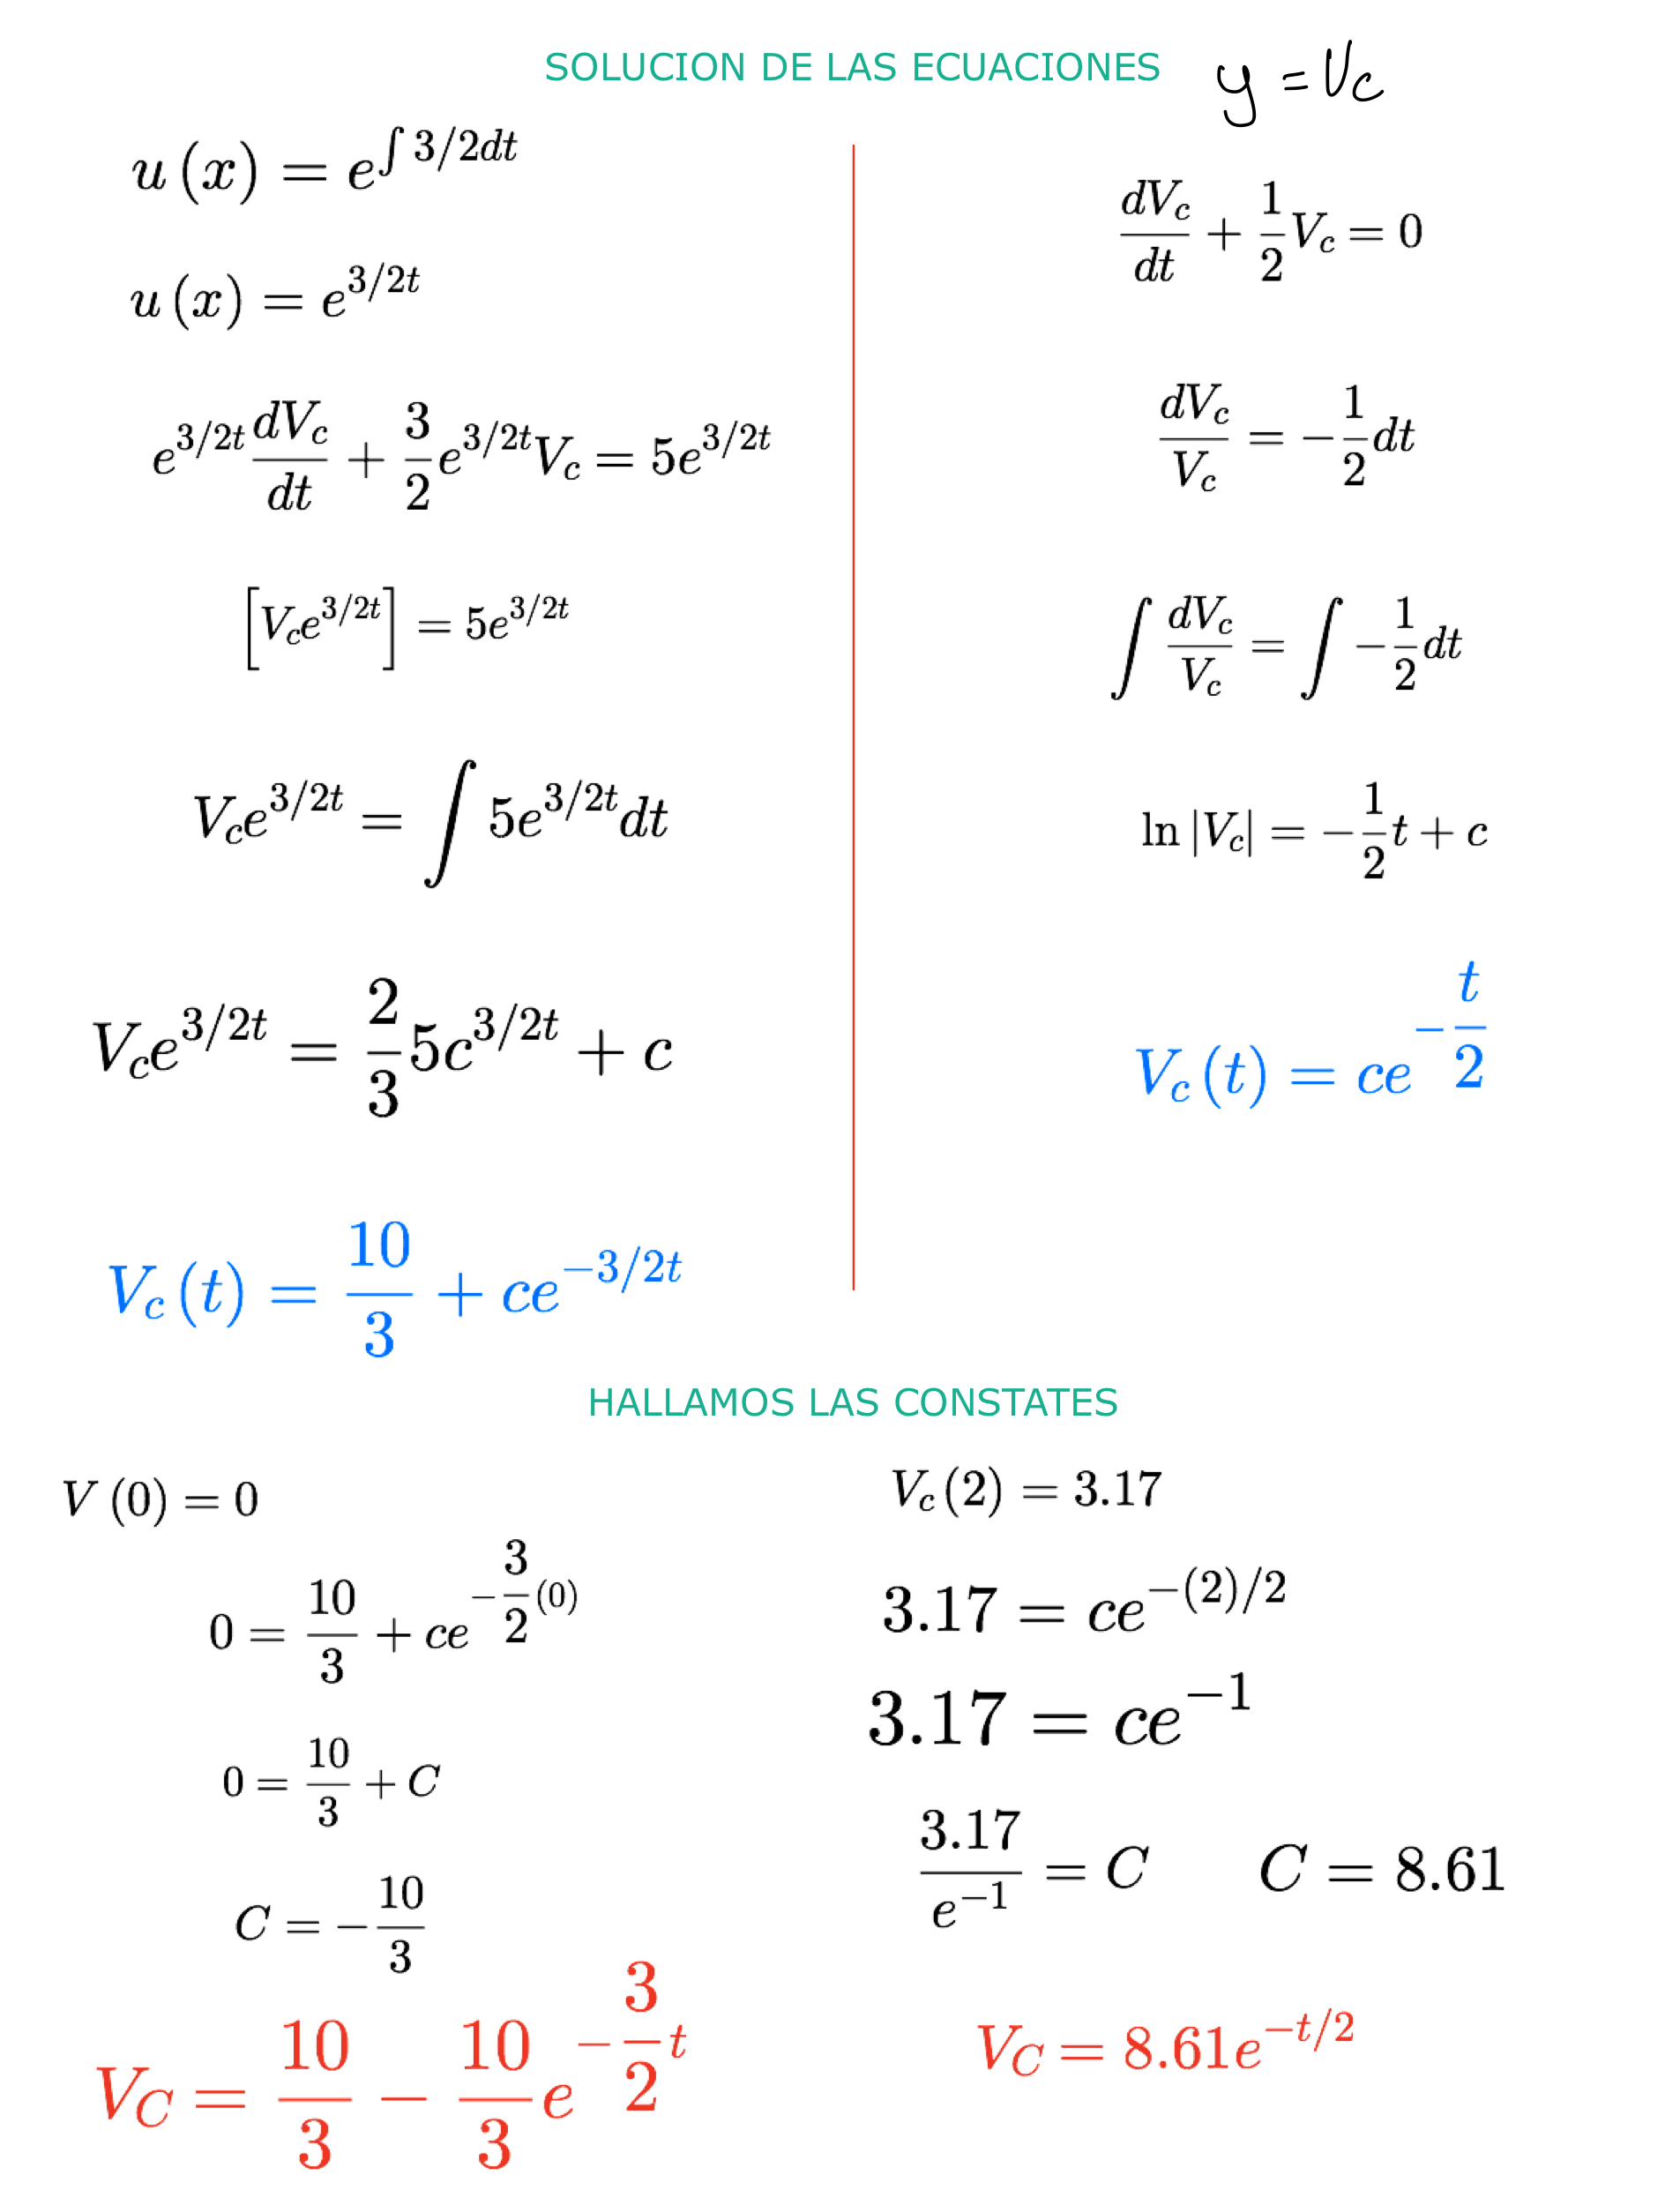 SOLUCION DE LAS ECUACIONES
y = Vc
u (x) = e^{∫ 3/2dt}
u (x) = e^{3/2t}
e^{3/2t} \frac{dV_c}{dt} + \frac{3}{2} e^{3/2t} V_c = 5e^{3/2t}
[V_c e^{3/2t}] = 5e^{3/2t}
V_c e^{3/2t} = ∫ 5e^{3/2t} dt
V_c e^{3/2t} = \frac{2}{3} 5c^{3/2t} + c
V_c (t) = \frac{10}{3} + ce^{-3/2t}
\frac{dV_c}{dt} + \frac{1}{2} V_c = 0
\frac{dV_c}{V_c} = -\frac{1}{2} dt
∫ \frac{dV_c}{V_c} = ∫ -\frac{1}{2} dt
ln |V_c| = -\frac{1}{2} t + c
V_c (t) = ce^{-\frac{t}{2}}
HALLAMOS LAS CONSTATES
V (0) = 0
0 = \frac{10}{3} + ce^{-\frac{3}{2}(0)}
0 = \frac{10}{3} + C
C = -\frac{10}{3}
V_C = \frac{10}{3} - \frac{10}{3} e^{-\frac{3}{2}t}
V_c (2) = 3.17
3.17 = ce^{-(2)/2}
3.17 = ce^{-1}
\frac{3.17}{e^{-1}} = C C = 8.61
V_C = 8.61e^{-t/2}